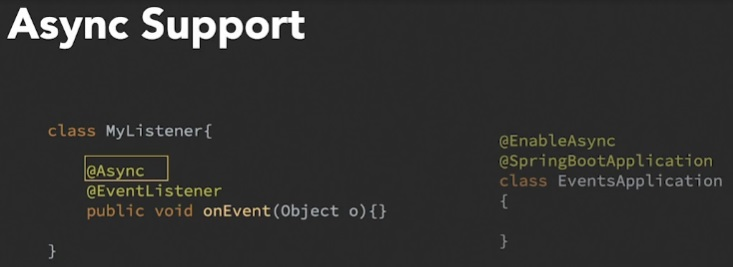 Async Support
class MyListener{
@Async
@EventListener
public void onEvent(Object o){}
}
@EnableAsync
@SpringBootApplication
class EventsApplication
{
}